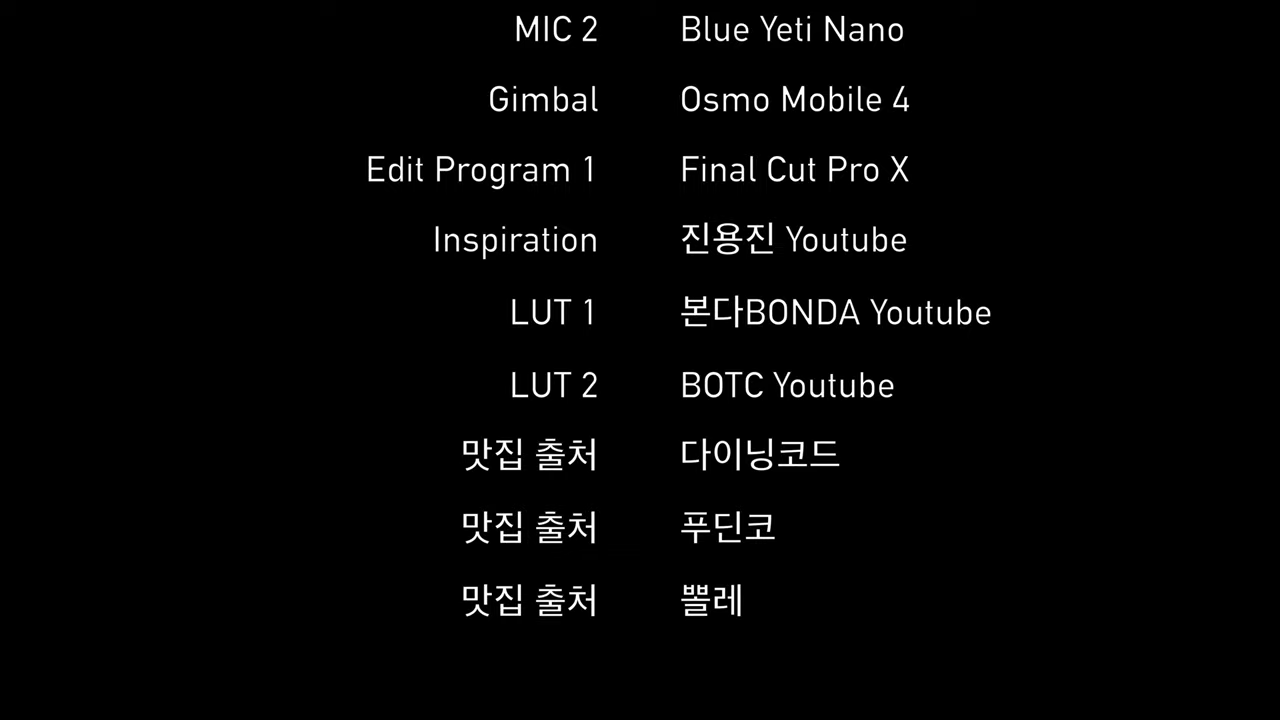 MIC 2 Blue Yeti Nano
Gimbal Osmo Mobile 4
Edit Program 1 Final Cut Pro X
Inspiration 진용진 Youtube
LUT 1 본다BONDA Youtube
LUT 2 BOTC Youtube
맛집 출처 다이닝코드
맛집 출처 푸딘코
맛집 출처 뽈레